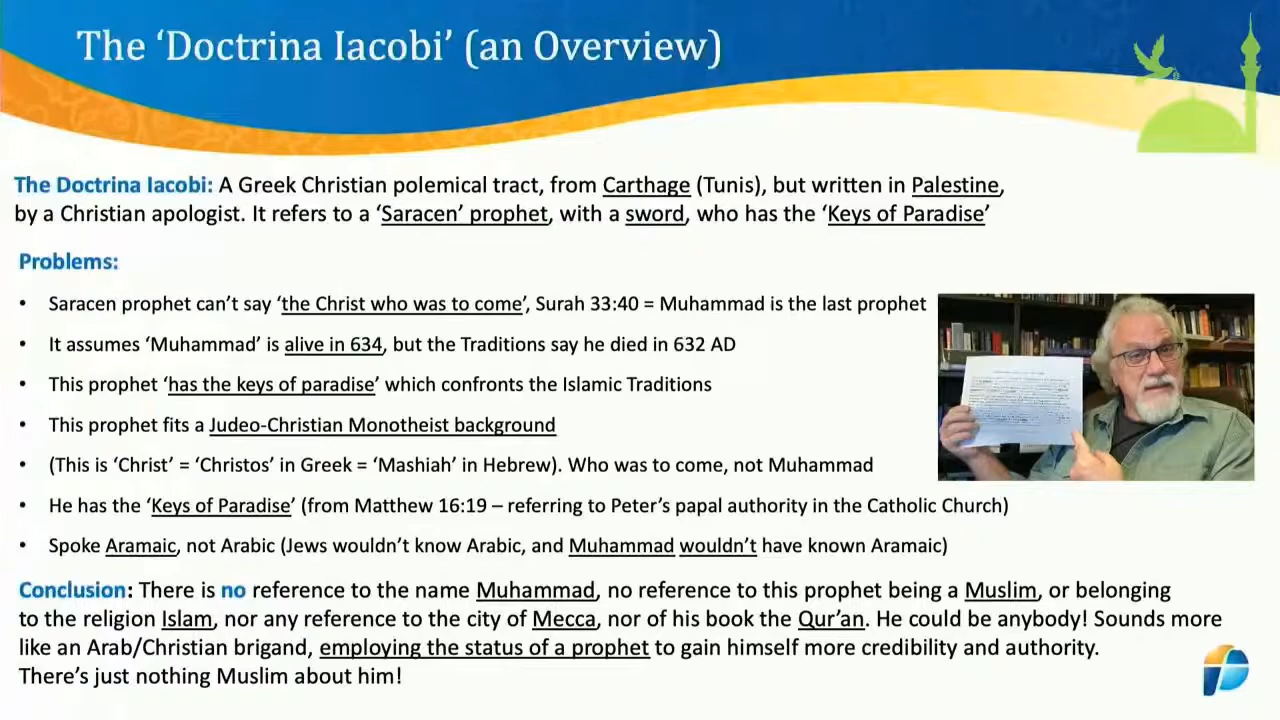 The ‘Doctrina Iacobi’ (an Overview)
The Doctrina Iacobi: A Greek Christian polemical tract, from Carthage (Tunis), but written in Palestine,
by a Christian apologist. It refers to a ‘Saracen’ prophet, with a sword, who has the ‘Keys of Paradise’
Problems:
• Saracen prophet can’t say ‘the Christ who was to come’, Surah 33:40 = Muhammad is the last prophet
• It assumes ‘Muhammad’ is alive in 634, but the Traditions say he died in 632 AD
• This prophet ‘has the keys of paradise’ which confronts the Islamic Traditions
• This prophet fits a Judeo-Christian Monotheist background
• (This is ‘Christ’ = ‘Christos’ in Greek = ‘Mashiah’ in Hebrew). Who was to come, not Muhammad
• He has the ‘Keys of Paradise’ (from Matthew 16:19 – referring to Peter’s papal authority in the Catholic Church)
• Spoke Aramaic, not Arabic (Jews wouldn’t know Arabic, and Muhammad wouldn’t have known Aramaic)
Conclusion: There is no reference to the name Muhammad, no reference to this prophet being a Muslim, or belonging
to the religion Islam, nor any reference to the city of Mecca, nor of his book the Qur’an. He could be anybody! Sounds more
like an Arab/Christian brigand, employing the status of a prophet to gain himself more credibility and authority.
There’s just nothing Muslim about him!